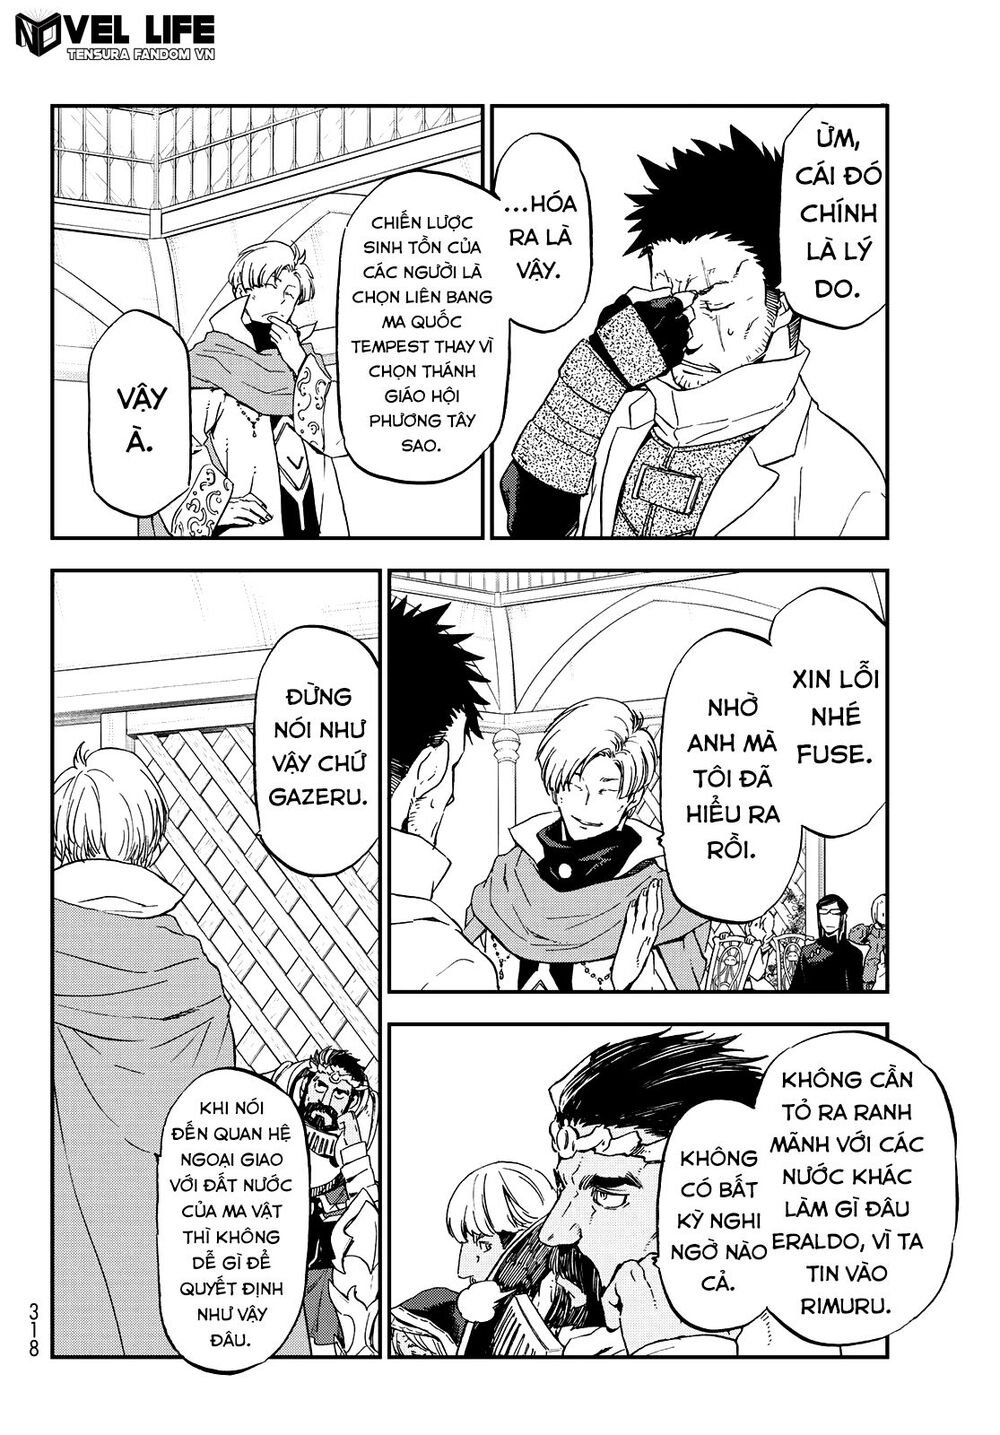 NOVEL LIFE
TENSURA FANDOM VN
ỪM,
CÁI ĐÓ
CHÍNH
LÀ LÝ
DO.
...HÓA
RA LÀ
VẬY.
CHIẾN LƯỢC
SINH TỒN CỦA
CÁC NGƯỜI LÀ
CHỌN LIÊN BANG
MA QUỐC
TEMPEST THAY VÌ
CHỌN THÁNH
GIÁO HỘI
PHƯƠNG TÂY
SAO.
VẬY
À.
XIN LỖI
NHÉ
FUSE.
NHỜ
ANH MÀ
TÔI ĐÃ
HIỂU RA
RỒI.
ĐỪNG
NÓI NHƯ
VẬY CHỨ
GAZERU.
KHI NÓI
ĐẾN QUAN HỆ
NGOẠI GIAO
VỚI ĐẤT NƯỚC
CỦA MA VẬT
THÌ KHÔNG
DỄ GÌ ĐỂ
QUYẾT ĐỊNH
NHƯ VẬY
ĐÂU.
KHÔNG CẦN
TỎ RA RANH
MÃNH VỚI CÁC
NƯỚC KHÁC
LÀM GÌ ĐÂU
ERALDO, VÌ TA
TIN VÀO
RIMURU.
KHÔNG
CÓ BẤT
KỲ NGHI
NGỜ NÀO
CẢ.
318